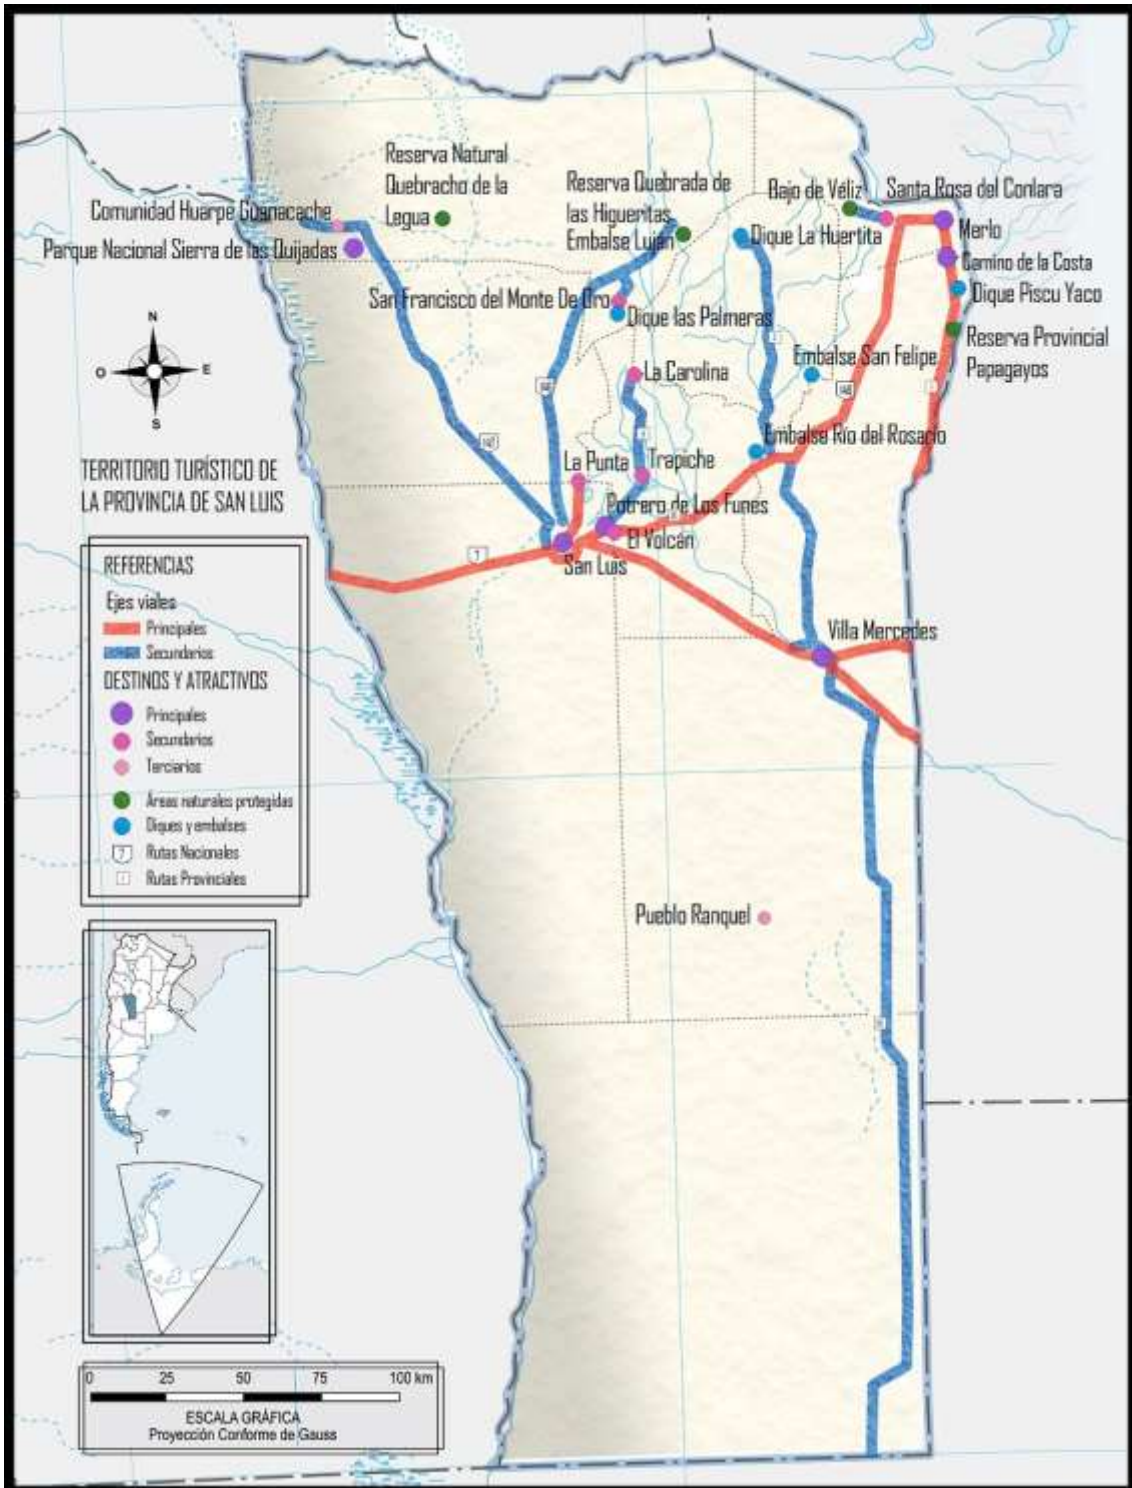 Reserva Natural
Quebracho de la
Legua
Reserva Quebrada de
las Higueritas
Embalse Luján
Bajo de Véliz
Santa Rosa del Conlara
Comunidad Huarpe Guanacache
Parque Nacional Sierra de las Quijadas
Dique La Huertita
Merlo
Camino de la Costa
Dique Piscu Yaco
San Francisco del Monte De Oro
Dique las Palmeras
Reserva Provincial
Papagayos
N
O
E
S
La Carolina
Embalse San Felipe
146
148
147
Embalse Río del Rosario
TERRITORIO TURÍSTICO DE
LA PROVINCIA DE SAN LUIS
La Punta
Trapiche
Potrero de Los Funes
El Volcán
7
San Luis
Villa Mercedes
REFERENCIAS
Ejes viales
Principales
Secundarios
DESTINOS Y ATRACTIVOS
Principales
Secundarios
Terciarios
Áreas naturales protegidas
Diques y embalses
7 Rutas Nacionales
1 Rutas Provinciales
Pueblo Ranquel
0 25 50 75 100 km
ESCALA GRÁFICA
Proyección Conforme de Gauss